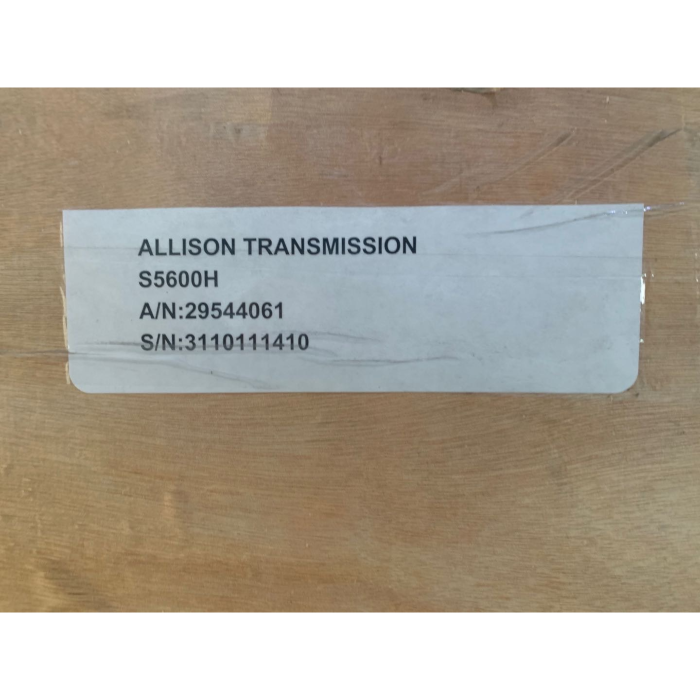 ALLISON TRANSMISSION
S5600H
A/N:29544061
S/N:3110111410